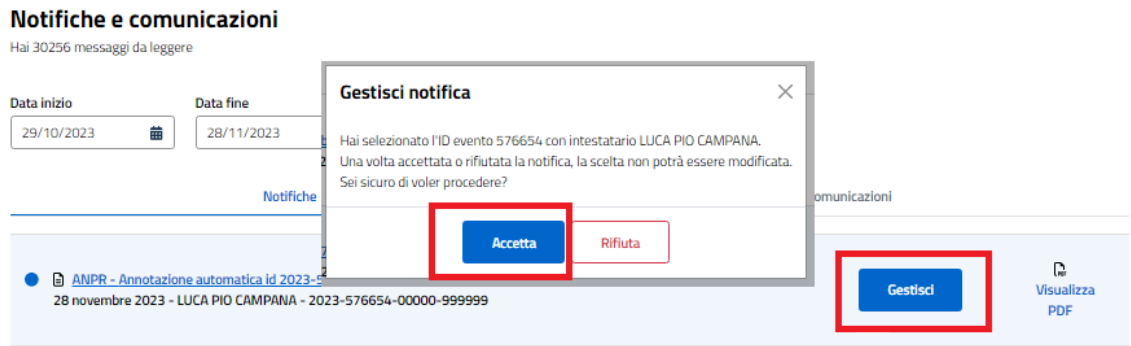 Notifiche e comunicazioni
Hai 30256 messaggi da leggere
Data inizio
Data fine
29/10/2023
28/11/2023
Gestisci notifica
Hai selezionato l'ID evento 576654 con intestatario LUCA PIO CAMPANA.
Una volta accettata o rifiutata la notifica, la scelta non potrà essere modificata.
Sei sicuro di voler procedere?
Accetta
Rifiuta
Notifiche
omunicazioni
ANPR - Annotazione automatica id 2023-5
28 novembre 2023 - LUCA PIO CAMPANA - 2023-576654-00000-999999
Gestisci
Visualizza
PDF